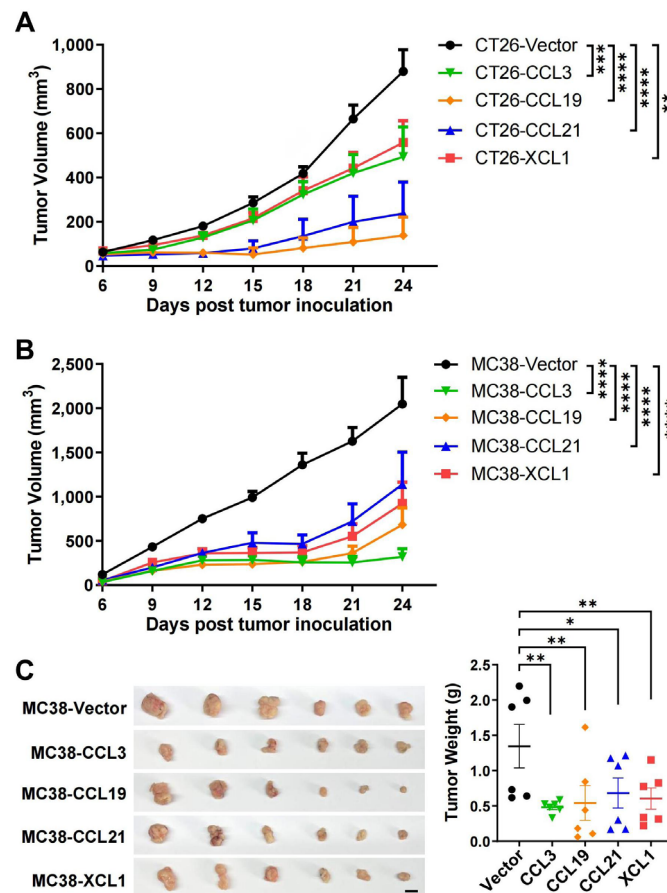 A
Tumor Volume (mm³)
1,000
800
600
400
200
0
6 9 12 15 18 21 24
Days post tumor inoculation
CT26-Vector
CT26-CCL3
CT26-CCL19
CT26-CCL21
CT26-XCL1
***
****
****
**
B
Tumor Volume (mm³)
2,500
2,000
1,500
1,000
500
0
6 9 12 15 18 21 24
Days post tumor inoculation
MC38-Vector
MC38-CCL3
MC38-CCL19
MC38-CCL21
MC38-XCL1
****
****
****
C
MC38-Vector
MC38-CCL3
MC38-CCL19
MC38-CCL21
MC38-XCL1
Tumor Weight (g)
2.5
2.0
1.5
1.0
0.5
0.0
**
*
**
**
Vector
CCL3
CCL19
CCL21
XCL1